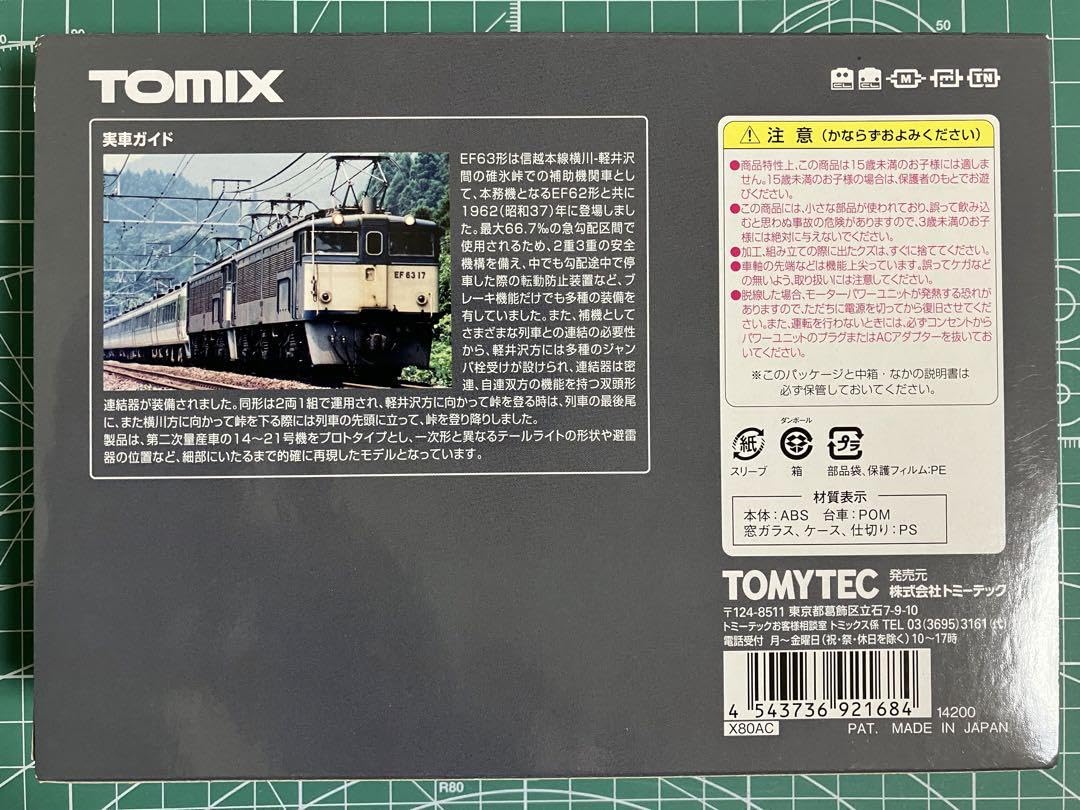 TOMIX
CL
CL
M
TN
実車ガイド
EF63形は信越本線横川-軽井沢
間の碓氷峠での補助機関車とし
て、本務機となるEF62形と共に
1962(昭和37)年に登場しまし
た。最大66.7‰の急勾配区間で
使用されるため、2重3重の安全
機構を備え、中でも勾配途中で停
車した際の転動防止装置など、ブ
レーキ機能だけでも多種の装備を
有していました。また、補機として
さまざまな列車との連結の必要性
から、軽井沢方には多種のジャン
パ栓受けが設けられ、連結器は密
連、自連双方の機能を持つ双頭形
連結器が装備されました。同形は2両1組で運用され、軽井沢方に向かって峠を登る時は、列車の最後尾
に、また横川方に向かって峠を下る際には列車の先頭に立って、峠を登り降りしました。
製品は、第二次量産車の14〜21号機をプロトタイプとし、一次形と異なるテールライトの形状や避雷
器の位置など、細部にいたるまで的確に再現したモデルとなっています。
EF 63 17
注意(かならずおよみください)
●商品特性上、この商品は15歳未満のお子様には適しま
せん。15歳未満のお子様の場合は、保護者のもとでお遊
びください。
●この商品には、小さな部品が使われており、誤って飲み込
むと思わぬ事故の危険がありますので、3歳未満のお子
様には絶対に与えないでください。
●加工、組み立ての際に出たクズは、すぐに捨ててください。
●車軸の先端などは機能上尖っています。誤ってケガなど
の無いよう、取り扱いには注意してください。
●脱線した場合、モーターパワーユニットが発熱する恐れが
ありますので、ただちに電源を切ってから復旧させてくだ
さい。また、運転を行わないときには、必ずコンセントから
パワーユニットのプラグまたはACアダプターを抜いてお
いてください。
※このパッケージと中箱・なかの説明書は
必ず保管しておいてください。
紙
スリーブ
ダンボール
箱
プラ
部品袋、保護フィルム:PE
材質表示
本体:ABS 台車:POM
窓ガラス、ケース、仕切り:PS
TOMYTEC 発売元
株式会社トミーテック
〒124-8511 東京都葛飾区立石7-9-10
トミーテックお客様相談室 トミックス係 TEL 03(3695)3161(代)
電話受付 月〜金曜日(祝・祭・休日を除く)10〜17時
4 543736 921684
14200
X80AC
PAT. MADE IN JAPAN
50
R80